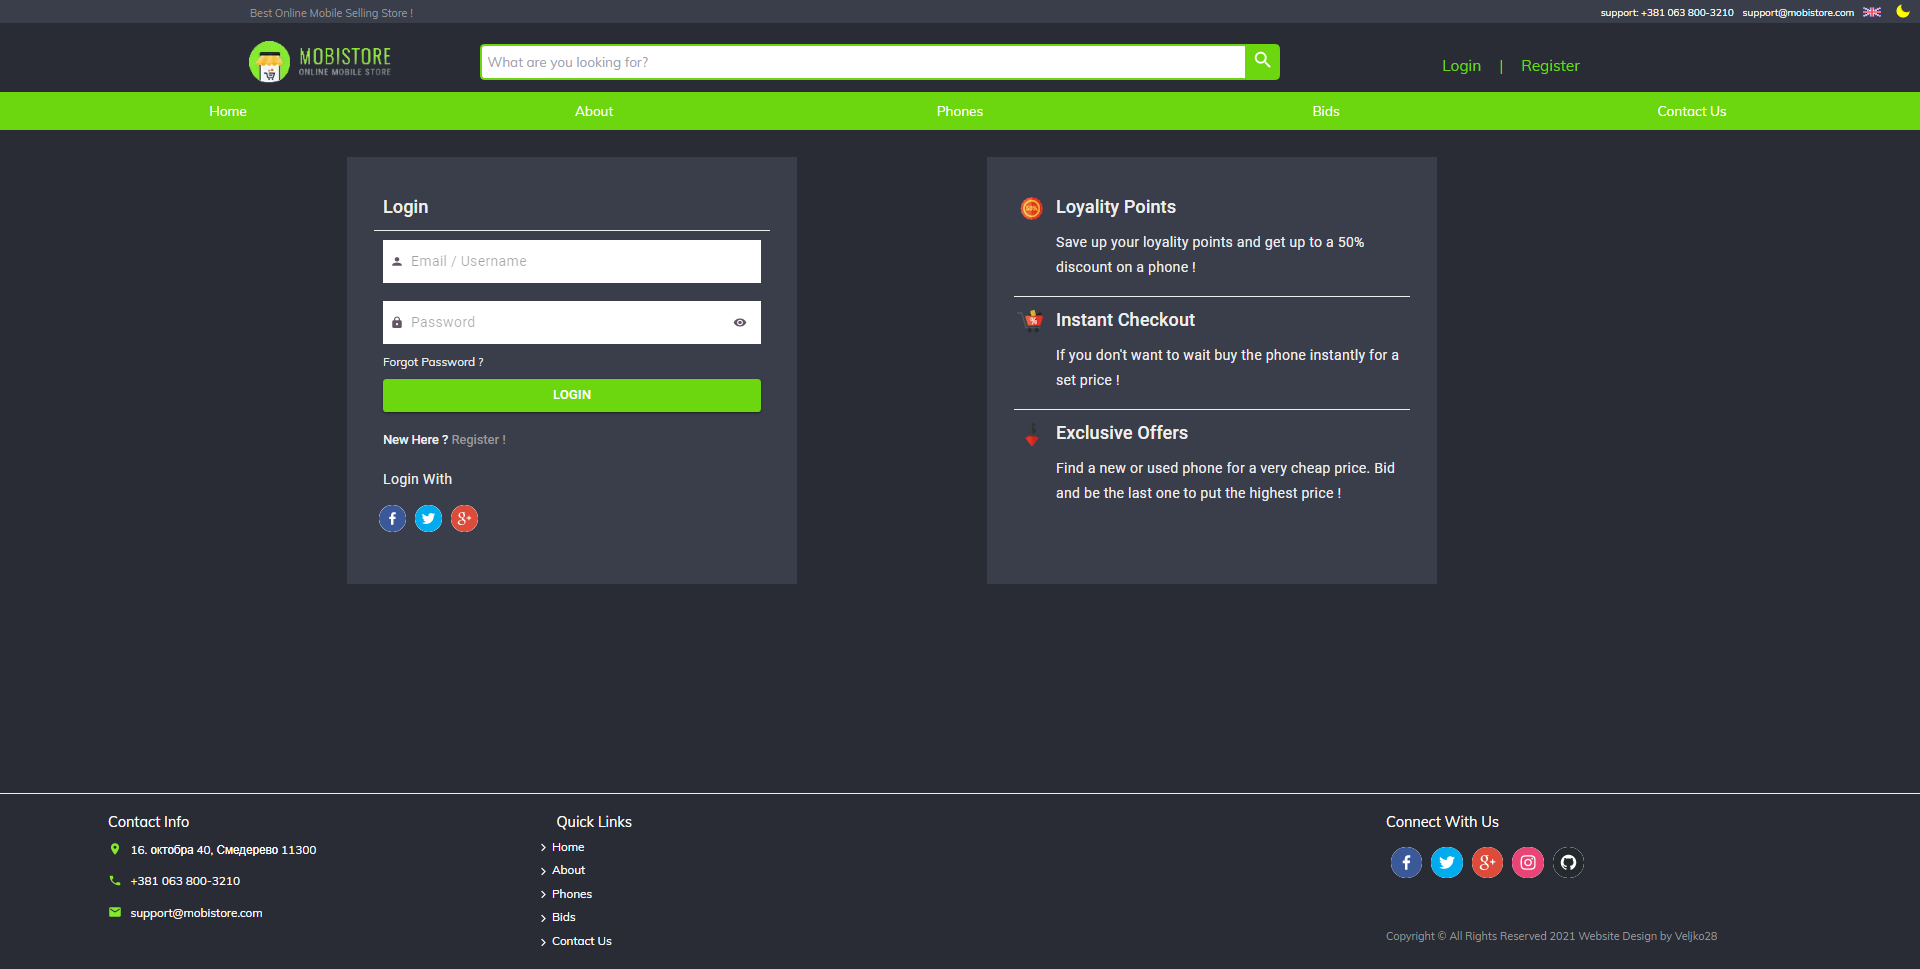 Best Online Mobile Selling Store !
support: +381 063 800-3210 support@mobistore.com
MOBISTORE
ONLINE MOBILE STORE
What are you looking for?
Login | Register
Home About Phones Bids Contact Us
Login
Email / Username
Password
Forgot Password ?
LOGIN
New Here ? Register !
Login With
Loyality Points
Save up your loyality points and get up to a 50%
discount on a phone !
Instant Checkout
If you don't want to wait buy the phone instantly for a
set price !
Exclusive Offers
Find a new or used phone for a very cheap price. Bid
and be the last one to put the highest price !
Contact Info
16. октобра 40, Смедерево 11300
+381 063 800-3210
support@mobistore.com
Quick Links
Home
About
Phones
Bids
Contact Us
Connect With Us
Copyright © All Rights Reserved 2021 Website Design by Veljko28